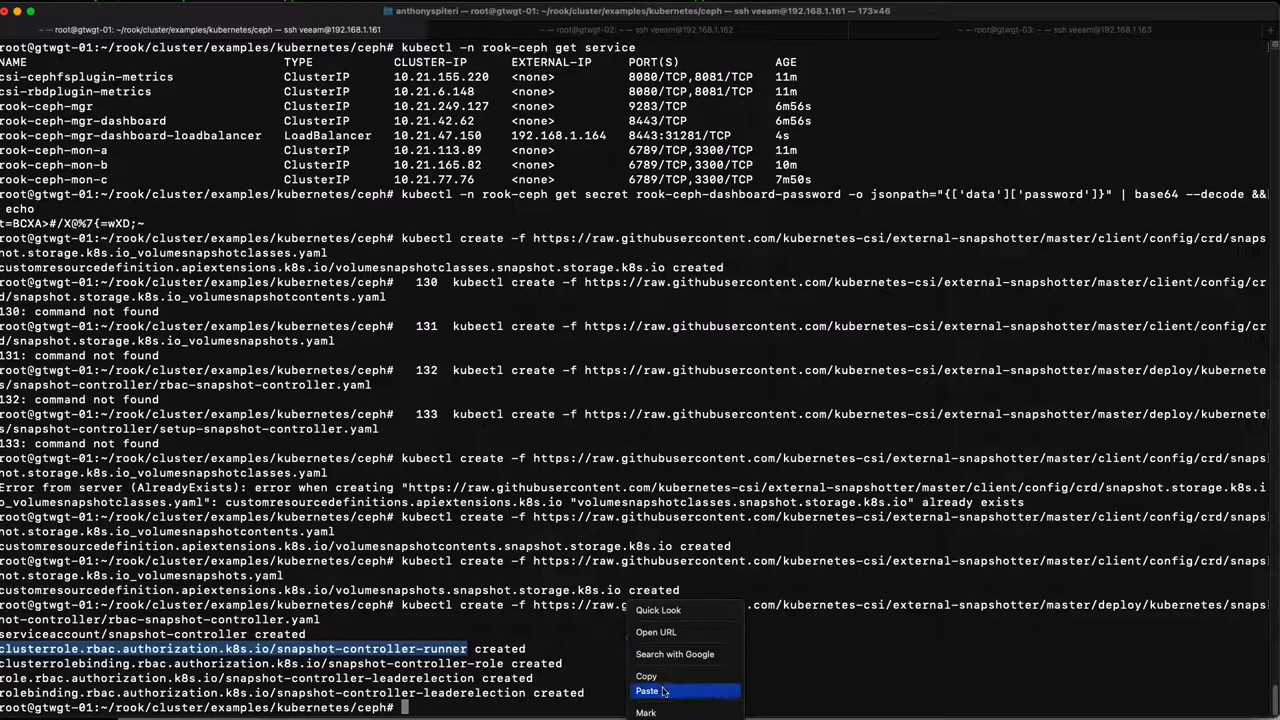 anthonyspiteri — root@gtwgt-01: ~/rook/cluster/examples/kubernetes/ceph — ssh veeam@192.168.1.161 — 173×46
~ — root@gtwgt-01: ~/rook/cluster/examples/kubernetes/ceph — ssh veeam@192.168.1.161
~ — root@gtwgt-02: ~ — ssh veeam@192.168.1.162
~ — root@gtwgt-03: ~ — ssh veeam@192.168.1.163
root@gtwgt-01:~/rook/cluster/examples/kubernetes/ceph# kubectl -n rook-ceph get service
NAME TYPE CLUSTER-IP EXTERNAL-IP PORT(S) AGE
csi-cephfsplugin-metrics ClusterIP 10.21.155.220 <none> 8080/TCP,8081/TCP 11m
csi-rbdplugin-metrics ClusterIP 10.21.6.148 <none> 8080/TCP,8081/TCP 11m
rook-ceph-mgr ClusterIP 10.21.249.127 <none> 9283/TCP 6m56s
rook-ceph-mgr-dashboard ClusterIP 10.21.42.62 <none> 8443/TCP 6m56s
rook-ceph-mgr-dashboard-loadbalancer LoadBalancer 10.21.47.150 192.168.1.164 8443:31281/TCP 4s
rook-ceph-mon-a ClusterIP 10.21.113.89 <none> 6789/TCP,3300/TCP 11m
rook-ceph-mon-b ClusterIP 10.21.165.82 <none> 6789/TCP,3300/TCP 10m
rook-ceph-mon-c ClusterIP 10.21.77.76 <none> 6789/TCP,3300/TCP 7m50s
root@gtwgt-01:~/rook/cluster/examples/kubernetes/ceph# kubectl -n rook-ceph get secret rook-ceph-dashboard-password -o jsonpath="{['data']['password']}" | base64 --decode &&
echo
t=BCXA>#/X@%7{=wXD;~
root@gtwgt-01:~/rook/cluster/examples/kubernetes/ceph# kubectl create -f https://raw.githubusercontent.com/kubernetes-csi/external-snapshotter/master/client/config/crd/snaps
hot.storage.k8s.io_volumesnapshotclasses.yaml
customresourcedefinition.apiextensions.k8s.io/volumesnapshotclasses.snapshot.storage.k8s.io created
root@gtwgt-01:~/rook/cluster/examples/kubernetes/ceph# 130 kubectl create -f https://raw.githubusercontent.com/kubernetes-csi/external-snapshotter/master/client/config/cr
d/snapshot.storage.k8s.io_volumesnapshotcontents.yaml
130: command not found
root@gtwgt-01:~/rook/cluster/examples/kubernetes/ceph# 131 kubectl create -f https://raw.githubusercontent.com/kubernetes-csi/external-snapshotter/master/client/config/cr
d/snapshot.storage.k8s.io_volumesnapshots.yaml
131: command not found
root@gtwgt-01:~/rook/cluster/examples/kubernetes/ceph# 132 kubectl create -f https://raw.githubusercontent.com/kubernetes-csi/external-snapshotter/master/deploy/kubernete
s/snapshot-controller/rbac-snapshot-controller.yaml
132: command not found
root@gtwgt-01:~/rook/cluster/examples/kubernetes/ceph# 133 kubectl create -f https://raw.githubusercontent.com/kubernetes-csi/external-snapshotter/master/deploy/kubernete
s/snapshot-controller/setup-snapshot-controller.yaml
133: command not found
root@gtwgt-01:~/rook/cluster/examples/kubernetes/ceph# kubectl create -f https://raw.githubusercontent.com/kubernetes-csi/external-snapshotter/master/client/config/crd/snaps
hot.storage.k8s.io_volumesnapshotclasses.yaml
Error from server (AlreadyExists): error when creating "https://raw.githubusercontent.com/kubernetes-csi/external-snapshotter/master/client/config/crd/snapshot.storage.k8s.i
o_volumesnapshotclasses.yaml": customresourcedefinitions.apiextensions.k8s.io "volumesnapshotclasses.snapshot.storage.k8s.io" already exists
root@gtwgt-01:~/rook/cluster/examples/kubernetes/ceph# kubectl create -f https://raw.githubusercontent.com/kubernetes-csi/external-snapshotter/master/client/config/crd/snaps
hot.storage.k8s.io_volumesnapshotcontents.yaml
customresourcedefinition.apiextensions.k8s.io/volumesnapshotcontents.snapshot.storage.k8s.io created
root@gtwgt-01:~/rook/cluster/examples/kubernetes/ceph# kubectl create -f https://raw.githubusercontent.com/kubernetes-csi/external-snapshotter/master/client/config/crd/snaps
hot.storage.k8s.io_volumesnapshots.yaml
customresourcedefinition.apiextensions.k8s.io/volumesnapshots.snapshot.storage.k8s.io created
root@gtwgt-01:~/rook/cluster/examples/kubernetes/ceph# kubectl create -f https://raw.g ocontent.com/kubernetes-csi/external-snapshotter/master/deploy/kubernetes/snap
shot-controller/rbac-snapshot-controller.yaml
serviceaccount/snapshot-controller created
clusterrole.rbac.authorization.k8s.io/snapshot-controller-runner created
clusterrolebinding.rbac.authorization.k8s.io/snapshot-controller-role created
role.rbac.authorization.k8s.io/snapshot-controller-leaderelection created
rolebinding.rbac.authorization.k8s.io/snapshot-controller-leaderelection created
root@gtwgt-01:~/rook/cluster/examples/kubernetes/ceph#
Quick Look
Open URL
Search with Google
Copy
Paste
Mark